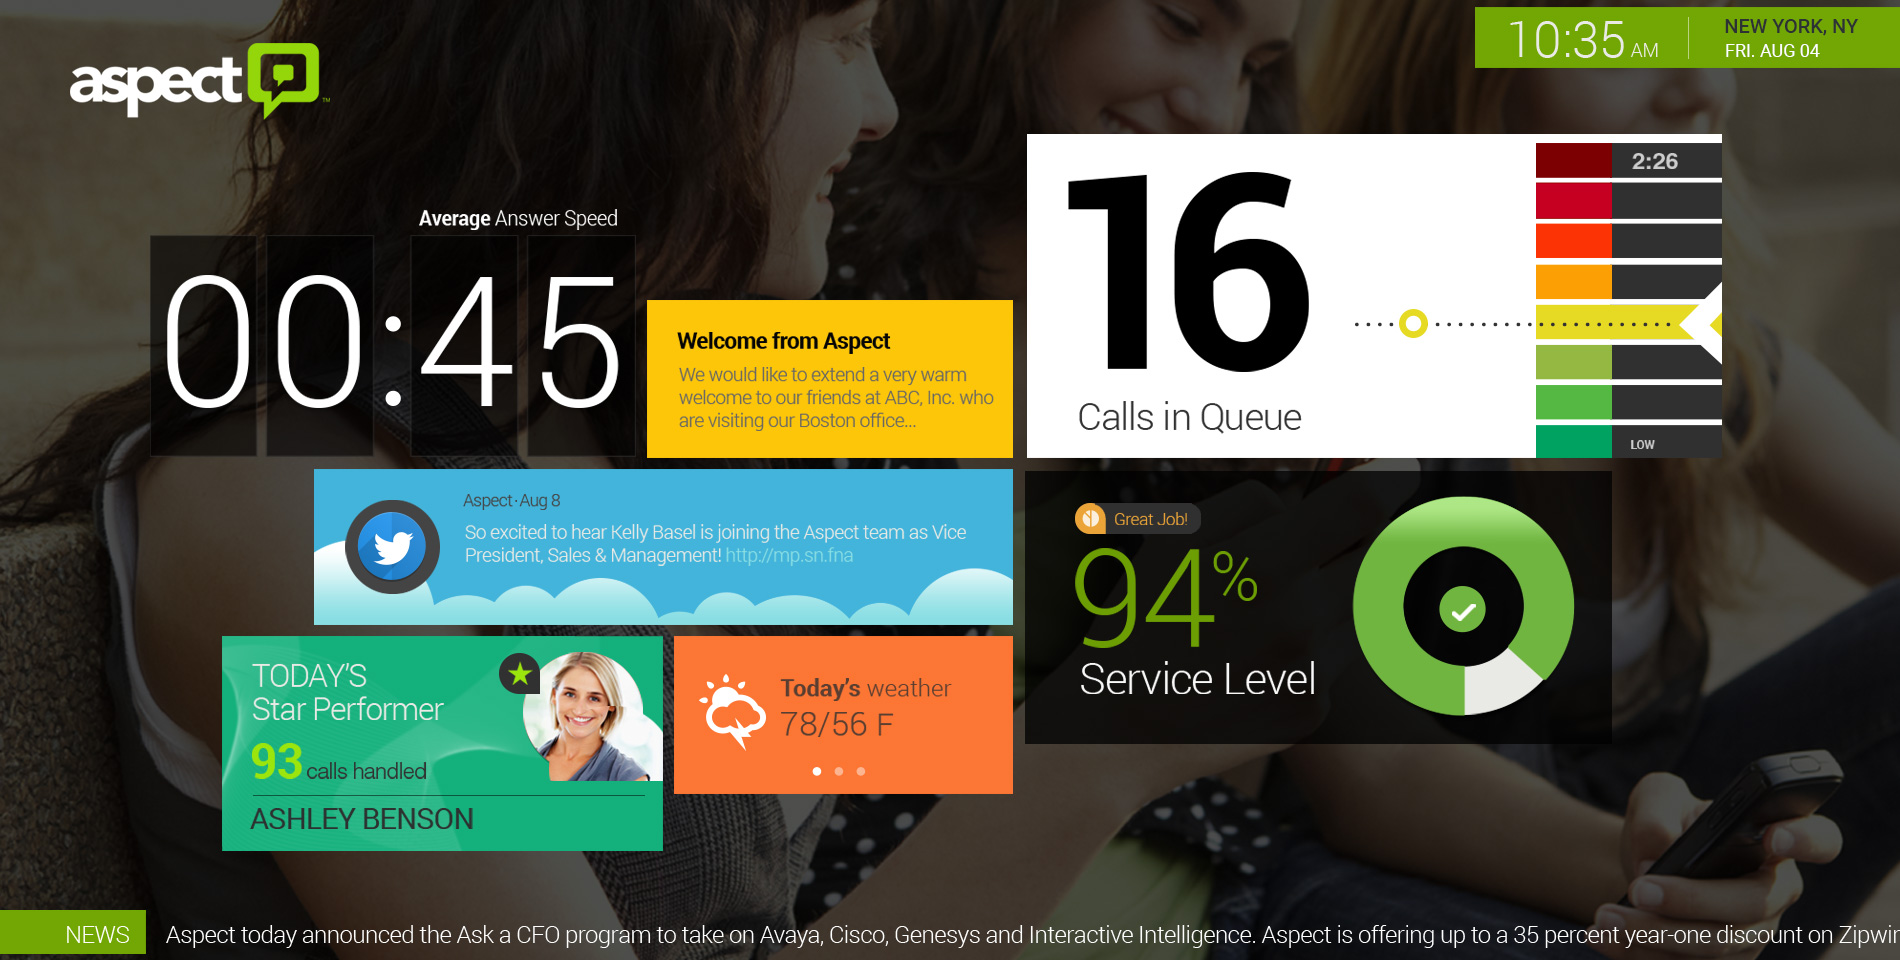 aspect
TM
10:35 AM
NEW YORK, NY
FRI. AUG 04
Average Answer Speed
00:45
Welcome from Aspect
We would like to extend a very warm
welcome to our friends at ABC, Inc. who
are visiting our Boston office...
16
Calls in Queue
2:26
LOW
Aspect · Aug 8
So excited to hear Kelly Basel is joining the Aspect team as Vice
President, Sales & Management! http://mp.sn.fna
Great Job!
94%
Service Level
TODAY'S
Star Performer
93 calls handled
ASHLEY BENSON
Today's weather
78/56 F
NEWS
Aspect today announced the Ask a CFO program to take on Avaya, Cisco, Genesys and Interactive Intelligence. Aspect is offering up to a 35 percent year-one discount on Zipwir